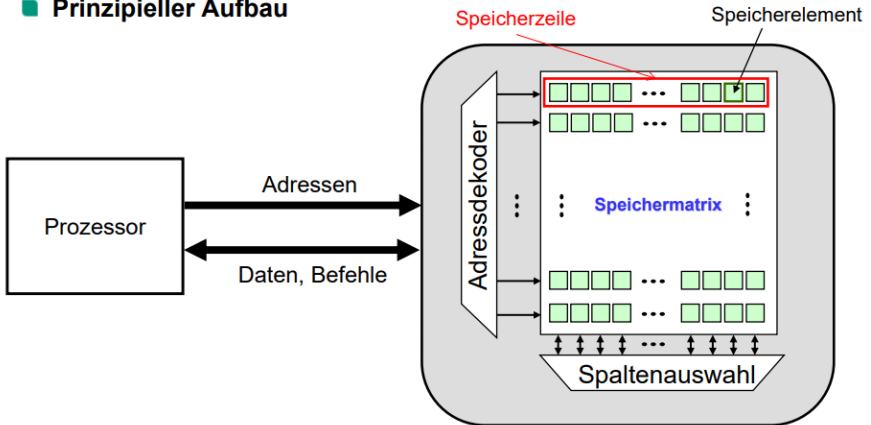 Prinzipieller Aufbau
Speicherzeile
Speicherelement
Adressen
Prozessor
Daten, Befehle
Adressdekoder
Speichermatrix
Spaltenauswahl